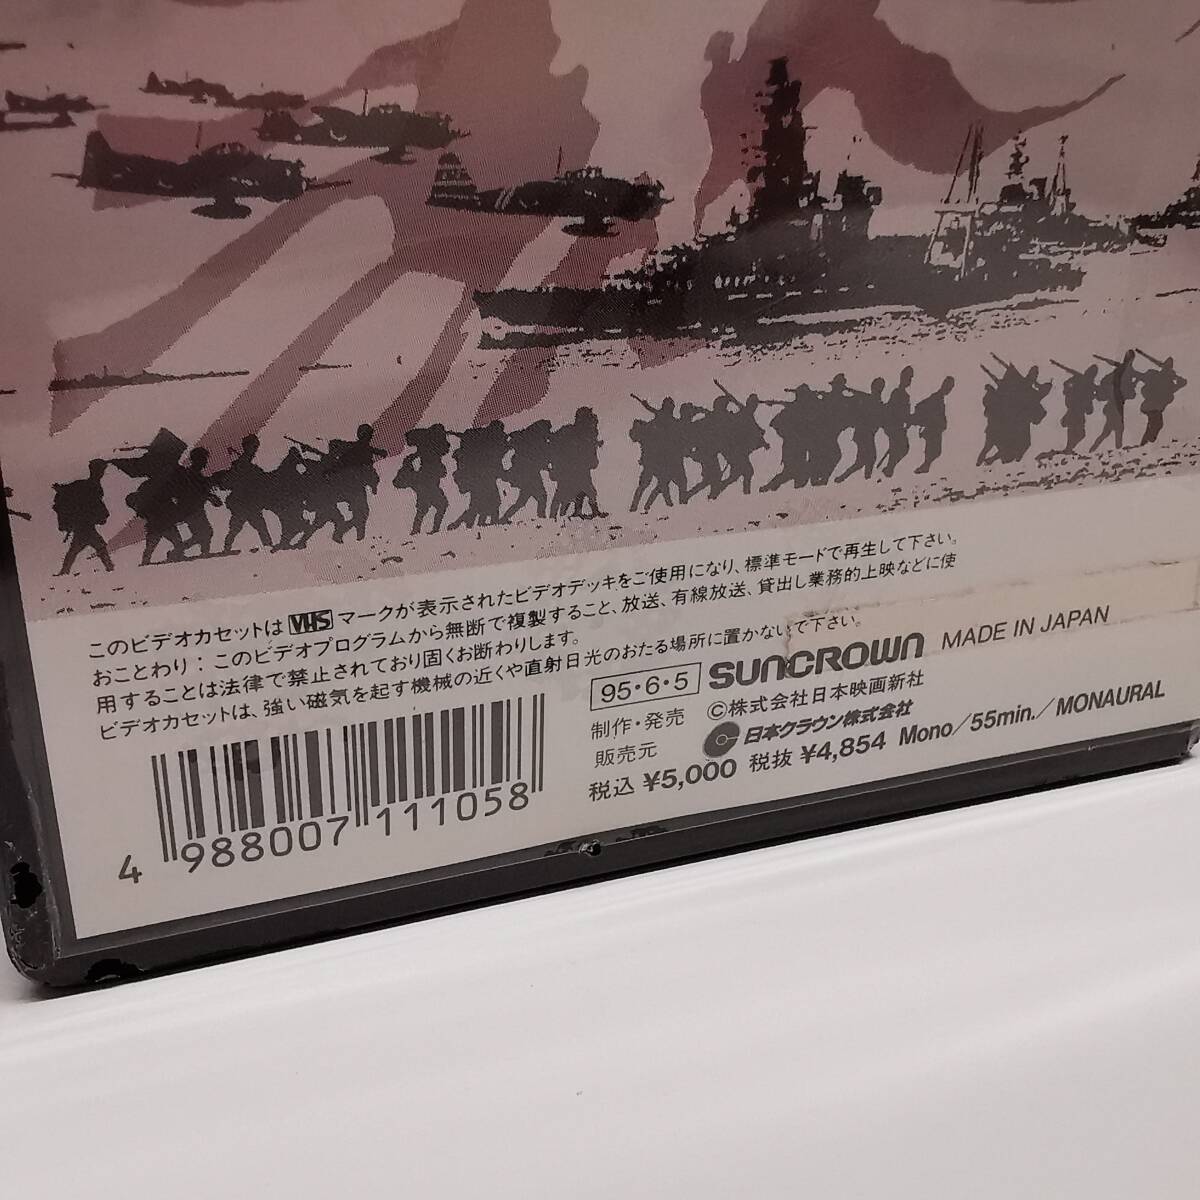 このビデオカセットは VHS マークが表示されたビデオデッキをご使用になり、標準モードで再生して下さい。
おことわり：このビデオプログラムから無断で複製すること、放送、有線放送、貸出し業務的上映などに使
用することは法律で禁止されており固くお断わりします。
ビデオカセットは、強い磁気を起す機械の近くや直射日光のおたる場所に置かないで下さい。
95・6・5 SUNCROWN MADE IN JAPAN
制作・発売 ©株式会社日本映画新社
販売元 日本クラウン株式会社
税込 ¥5,000 税抜 ¥4,854 Mono／55min.／MONAURAL
4 988007 111058